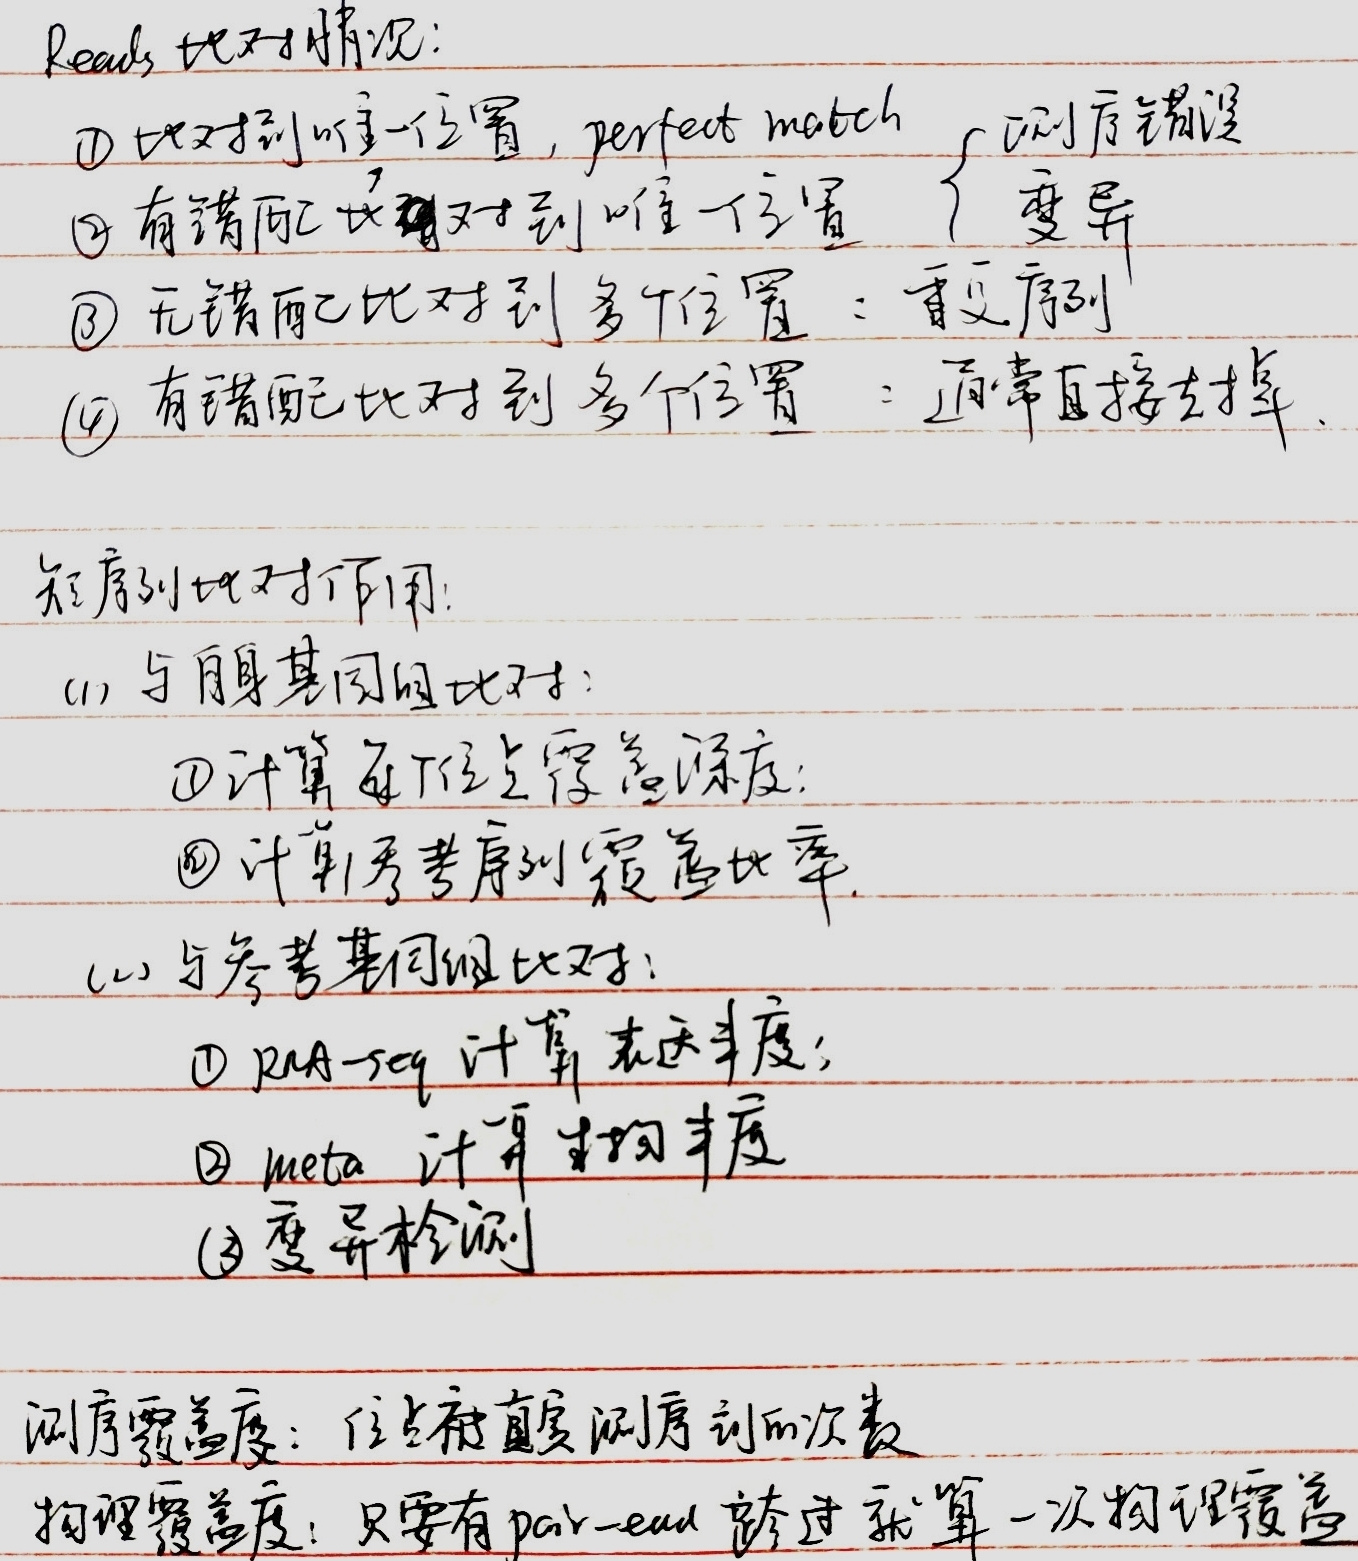 Reads 比对情况:
① 比对到唯一位置, perfect match { 测序错误
② 有错配比对到唯一位置 变异
③ 无错配比对到多个位置 : 重复序列
④ 有错配比对到多个位置 : 通常直接去掉.
短序列比对作用:
(1) 与自身基因组比对:
① 计算每个位点覆盖深度;
② 计算参考序列覆盖比率.
(2) 与参考基因组比对:
① RNA-seq 计算表达丰度;
② meta 计算生物丰度
(3) 变异检测
测序覆盖度: 位点被真实测序到的次数
物理覆盖度: 只要有 pair-end 跨过就算一次物理覆盖